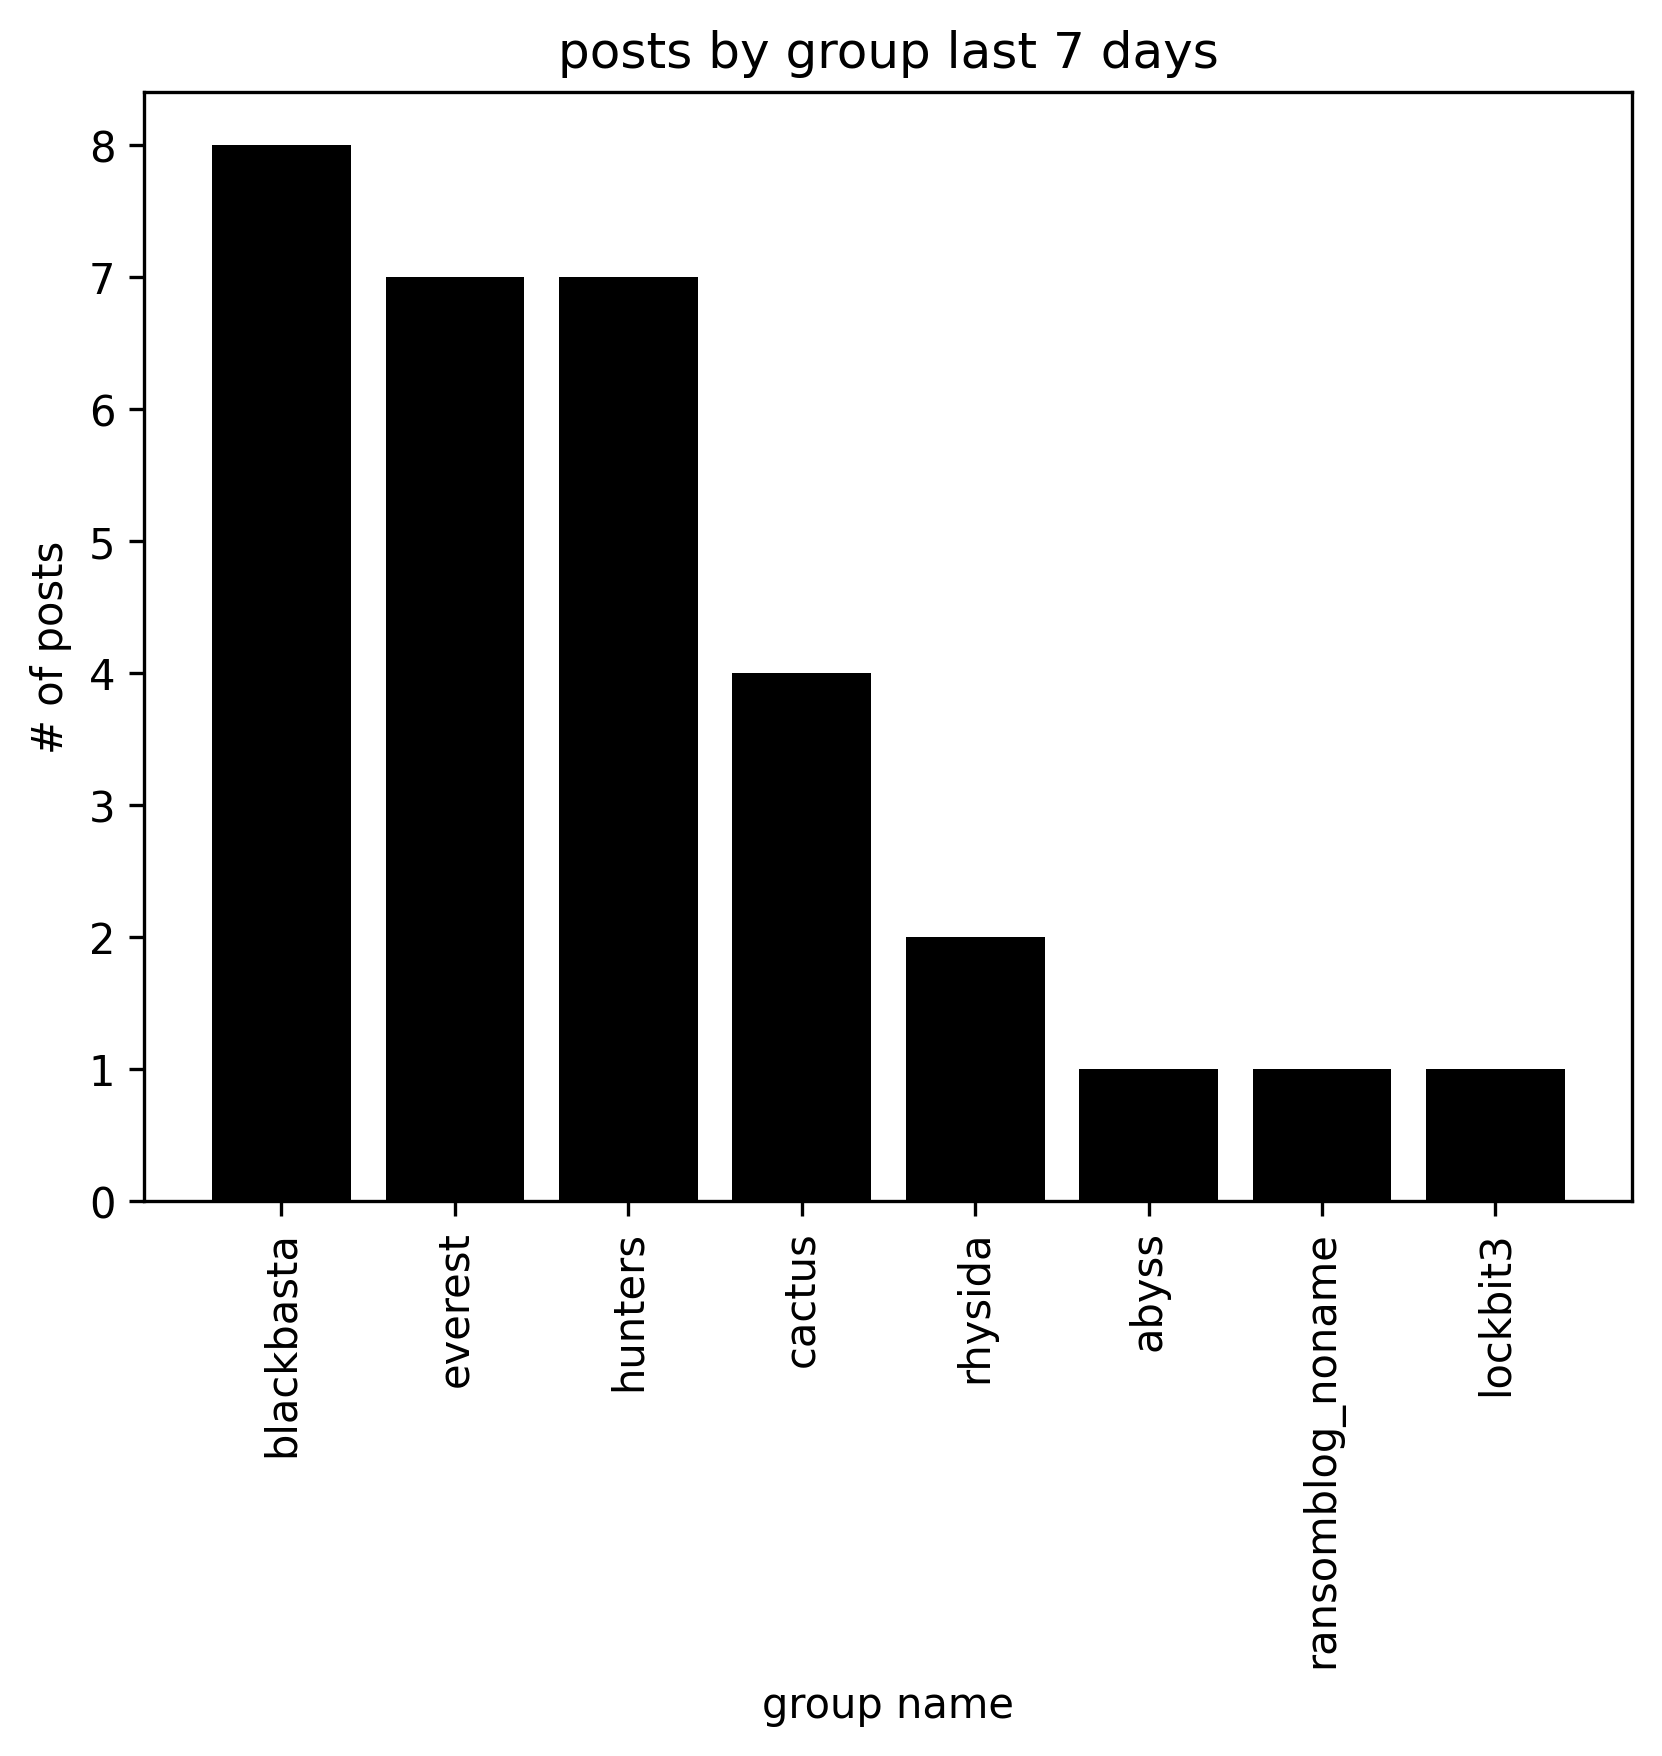 posts by group last 7 days
8
7
6
5
4
3
2
1
0
# of posts
blackbasta
everest
hunters
cactus
rhysida
abyss
ransomblog_noname
lockbit3
group name